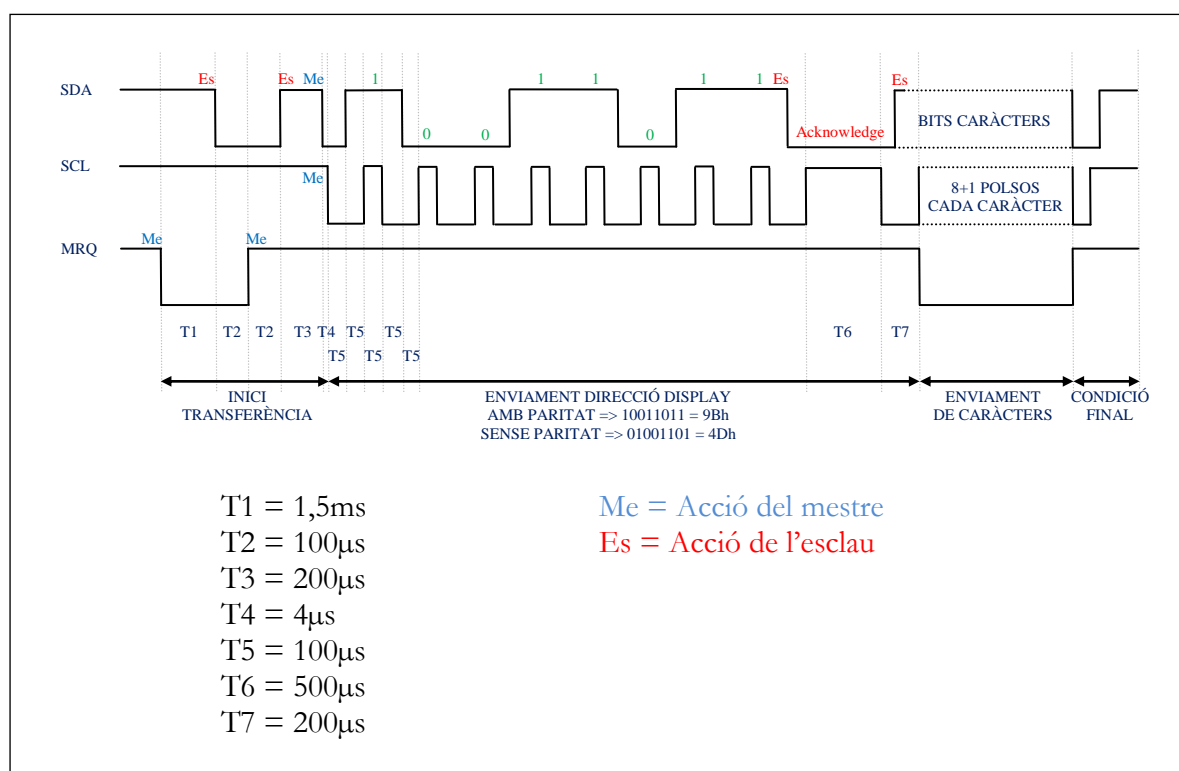 Es Es Me 1 1 1 1 1 Es Es
SDA
BITS CARÀCTERS
0 0 0 Acknowledge
SCL Me
8+1 POLSOS
CADA CARÀCTER
Me Me
MRQ
T1 T2 T2 T3 T4 T5 T5 T6 T7
T5 T5 T5
INICI
TRANSFERÈNCIA
ENVIAMENT DIRECCIÓ DISPLAY
AMB PARITAT => 10011011 = 9Bh
SENSE PARITAT => 01001101 = 4Dh
ENVIAMENT
DE CARÀCTERS
CONDICIÓ
FINAL
T1 = 1,5ms
T2 = 100µs
T3 = 200µs
T4 = 4µs
T5 = 100µs
T6 = 500µs
T7 = 200µs
Me = Acció del mestre
Es = Acció de l'esclau